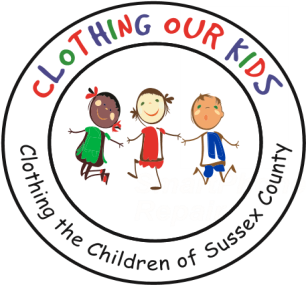 CLOTHING OUR KIDS
Clothing the Children of Sussex County